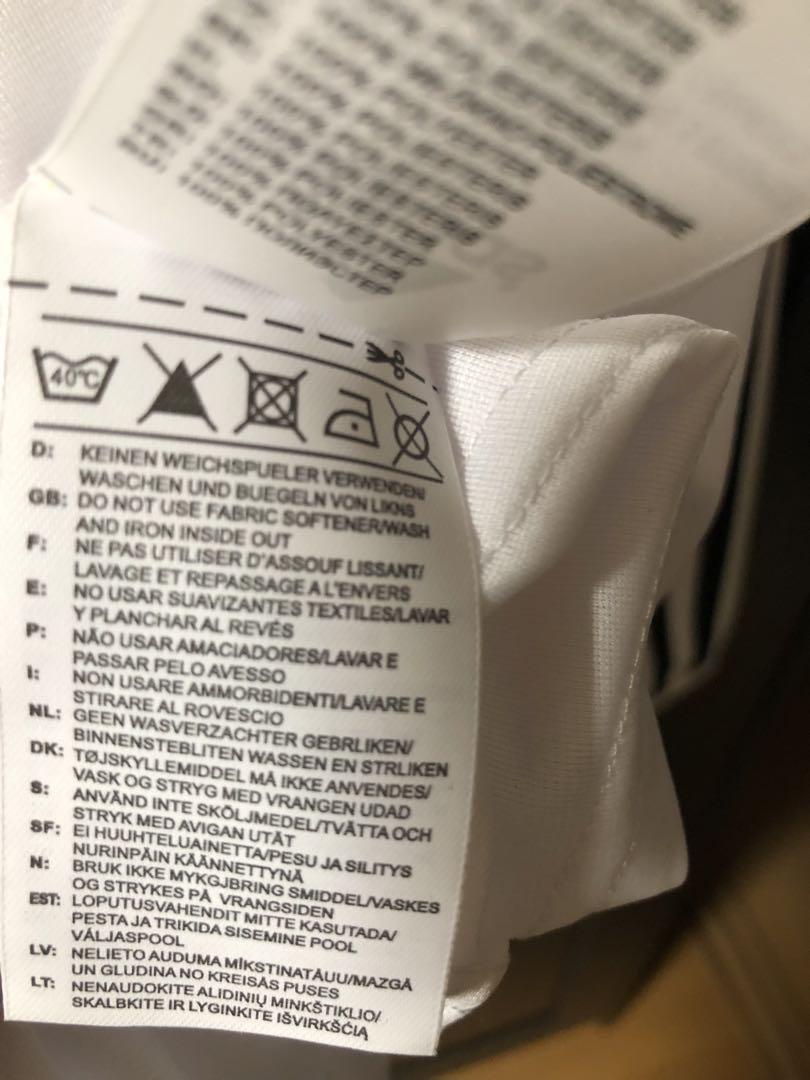 100% POLYESTER
40°C
D: KEINEN WEICHSPUELER VERWENDEN/
WASCHEN UND BUEGELN VON LIKNS
GB: DO NOT USE FABRIC SOFTENER/WASH
AND IRON INSIDE OUT
F: NE PAS UTILISER D'ASSOUF LISSANT/
LAVAGE ET REPASSAGE A L'ENVERS
E: NO USAR SUAVIZANTES TEXTILES/LAVAR
Y PLANCHAR AL REVÉS
P: NÃO USAR AMACIADORES/LAVAR E
PASSAR PELO AVESSO
I: NON USARE AMMORBIDENTI/LAVARE E
STIRARE AL ROVESCIO
NL: GEEN WASVERZACHTER GEBRLIKEN/
BINNENSTEBLITEN WASSEN EN STRLIKEN
DK: TØJSKYLLEMIDDEL MÅ IKKE ANVENDES/
VASK OG STRYG MED VRANGEN UDAD
S: ANVÄND INTE SKÖLJMEDEL/TVÄTTA OCH
STRYK MED AVIGAN UTÄT
SF: EI HUUHTELUAINETTA/PESU JA SILITYS
NURINPÄIN KÄÄNNETTYNÄ
N: BRUK IKKE MYKGJBRING SMIDDEL/VASKES
OG STRYKES PÅ VRANGSIDEN
EST: LOPUTUSVAHENDIT MITTE KASUTADA/
PESTA JA TRIKIDA SISEMINE POOL
VÄLJASPOOL
LV: NELIETO AUDUMA MĪKSTINATĀUU/MAZGĀ
UN GLUDINA NO KREISĀS PUSES
LT: NENAUDOKITE ALIDINIŲ MINKŠTIKLIO/
SKALBKITE IR LYGINKITE IŠVIRKŠČIĄ